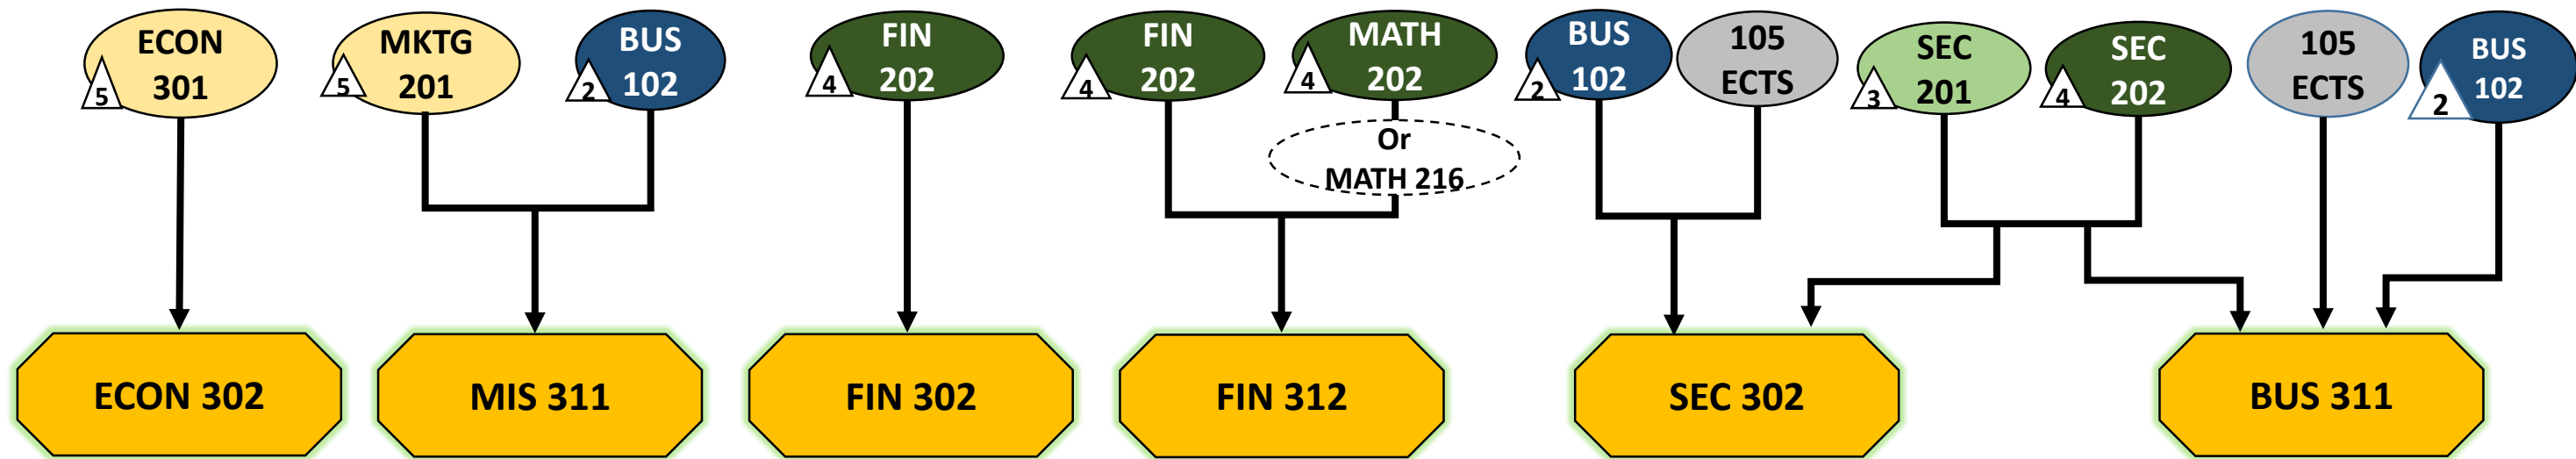 ECON
301
5
MKTG
201
5
BUS
102
2
FIN
202
4
FIN
202
4
MATH
202
4
Or
MATH 216
BUS
102
2
105
ECTS
SEC
201
3
SEC
202
4
105
ECTS
BUS
102
2
ECON 302
MIS 311
FIN 302
FIN 312
SEC 302
BUS 311